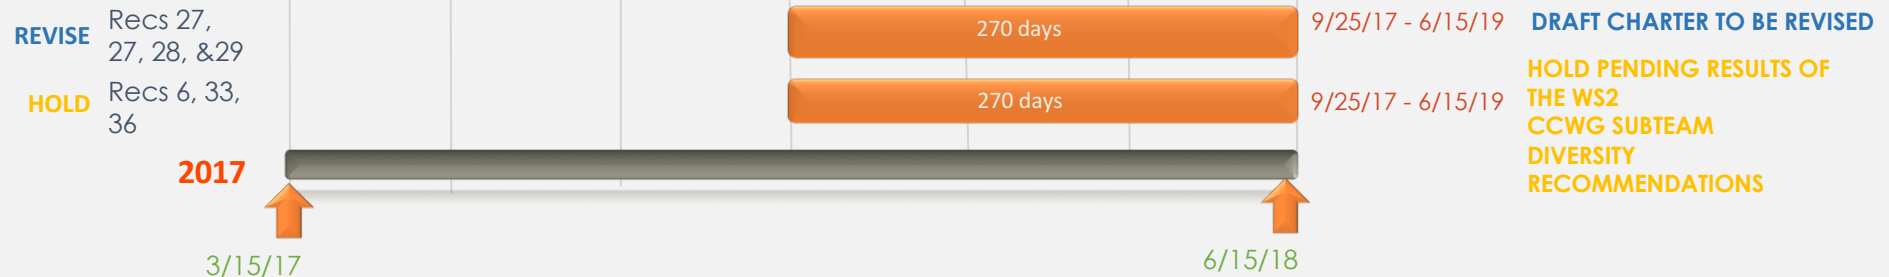 REVISE
Recs 27,
27, 28, &29
270 days
9/25/17 - 6/15/19
DRAFT CHARTER TO BE REVISED
HOLD
Recs 6, 33,
36
270 days
9/25/17 - 6/15/19
HOLD PENDING RESULTS OF
THE WS2
CCWG SUBTEAM
DIVERSITY
RECOMMENDATIONS
2017
3/15/17
6/15/18